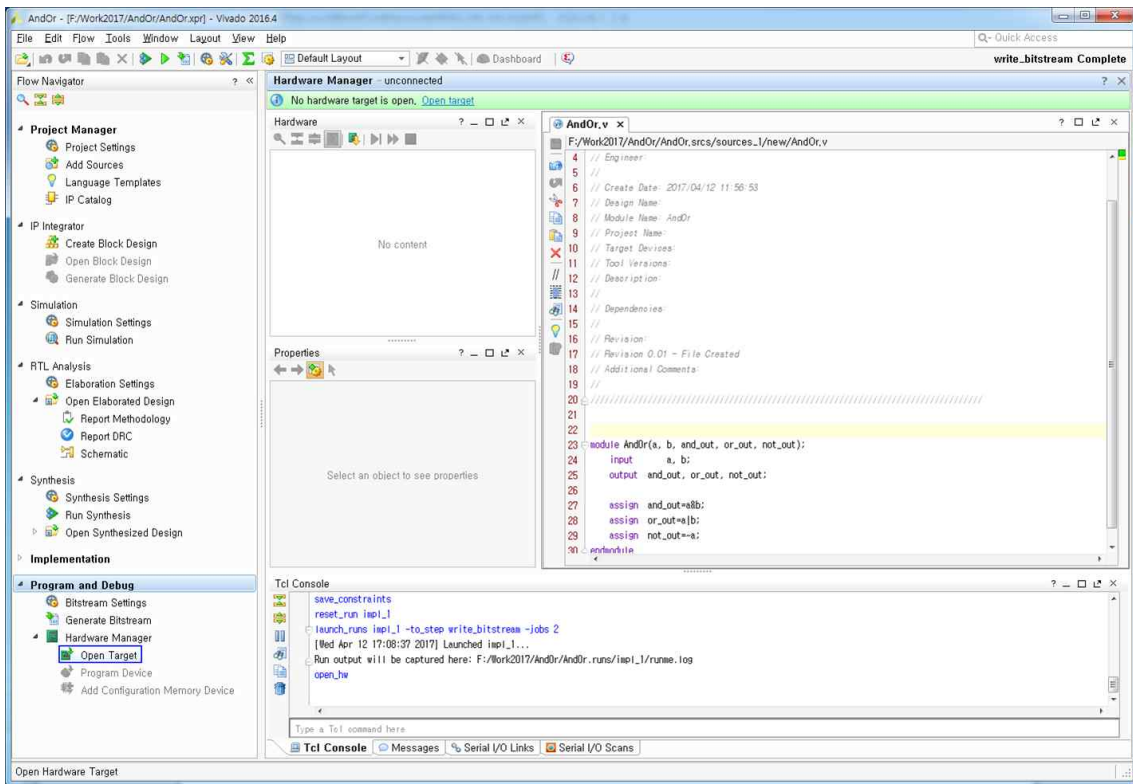 AndOr - [F:/Work2017/AndOr/AndOr.xpr] - Vivado 2016.4
File Edit Flow Tools Window Layout View Help
Q- Quick Access
Default Layout
Dashboard
write_bitstream Complete
Flow Navigator
Project Manager
Project Settings
Add Sources
Language Templates
IP Catalog
IP Integrator
Create Block Design
Open Block Design
Generate Block Design
Simulation
Simulation Settings
Run Simulation
RTL Analysis
Elaboration Settings
Open Elaborated Design
Report Methodology
Report DRC
Schematic
Synthesis
Synthesis Settings
Run Synthesis
Open Synthesized Design
Implementation
Program and Debug
Bitstream Settings
Generate Bitstream
Hardware Manager
Open Target
Program Device
Add Configuration Memory Device
Hardware Manager - unconnected
No hardware target is open. Open target
Hardware
No content
Properties
Select an object to see properties
AndOr.v
F:/Work2017/AndOr/AndOr.srcs/sources_1/new/AndOr.v
4 // Engineer:
5 //
6 // Create Date: 2017/04/12 11:56:53
7 // Design Name:
8 // Module Name: AndOr
9 // Project Name:
10 // Target Devices:
11 // Tool Versions:
12 // Description:
13 //
14 // Dependencies:
15 //
16 // Revision:
17 // Revision 0.01 - File Created
18 // Additional Comments:
19 //
20 //////////////////////////////////////////////////////////////////////////////////
21
22
23 module AndOr(a, b, and_out, or_out, not_out);
24 input a, b;
25 output and_out, or_out, not_out;
26
27 assign and_out=a&b;
28 assign or_out=a|b;
29 assign not_out=~a;
30 endmodule
Tcl Console
save_constraints
reset_run impl_1
launch_runs impl_1 -to_step write_bitstream -jobs 2
[Wed Apr 12 17:08:37 2017] Launched impl_1...
Run output will be captured here: F:/Work2017/AndOr/AndOr.runs/impl_1/runme.log
open_hw
Type a Tcl command here
Tcl Console Messages Serial I/O Links Serial I/O Scans
Open Hardware Target